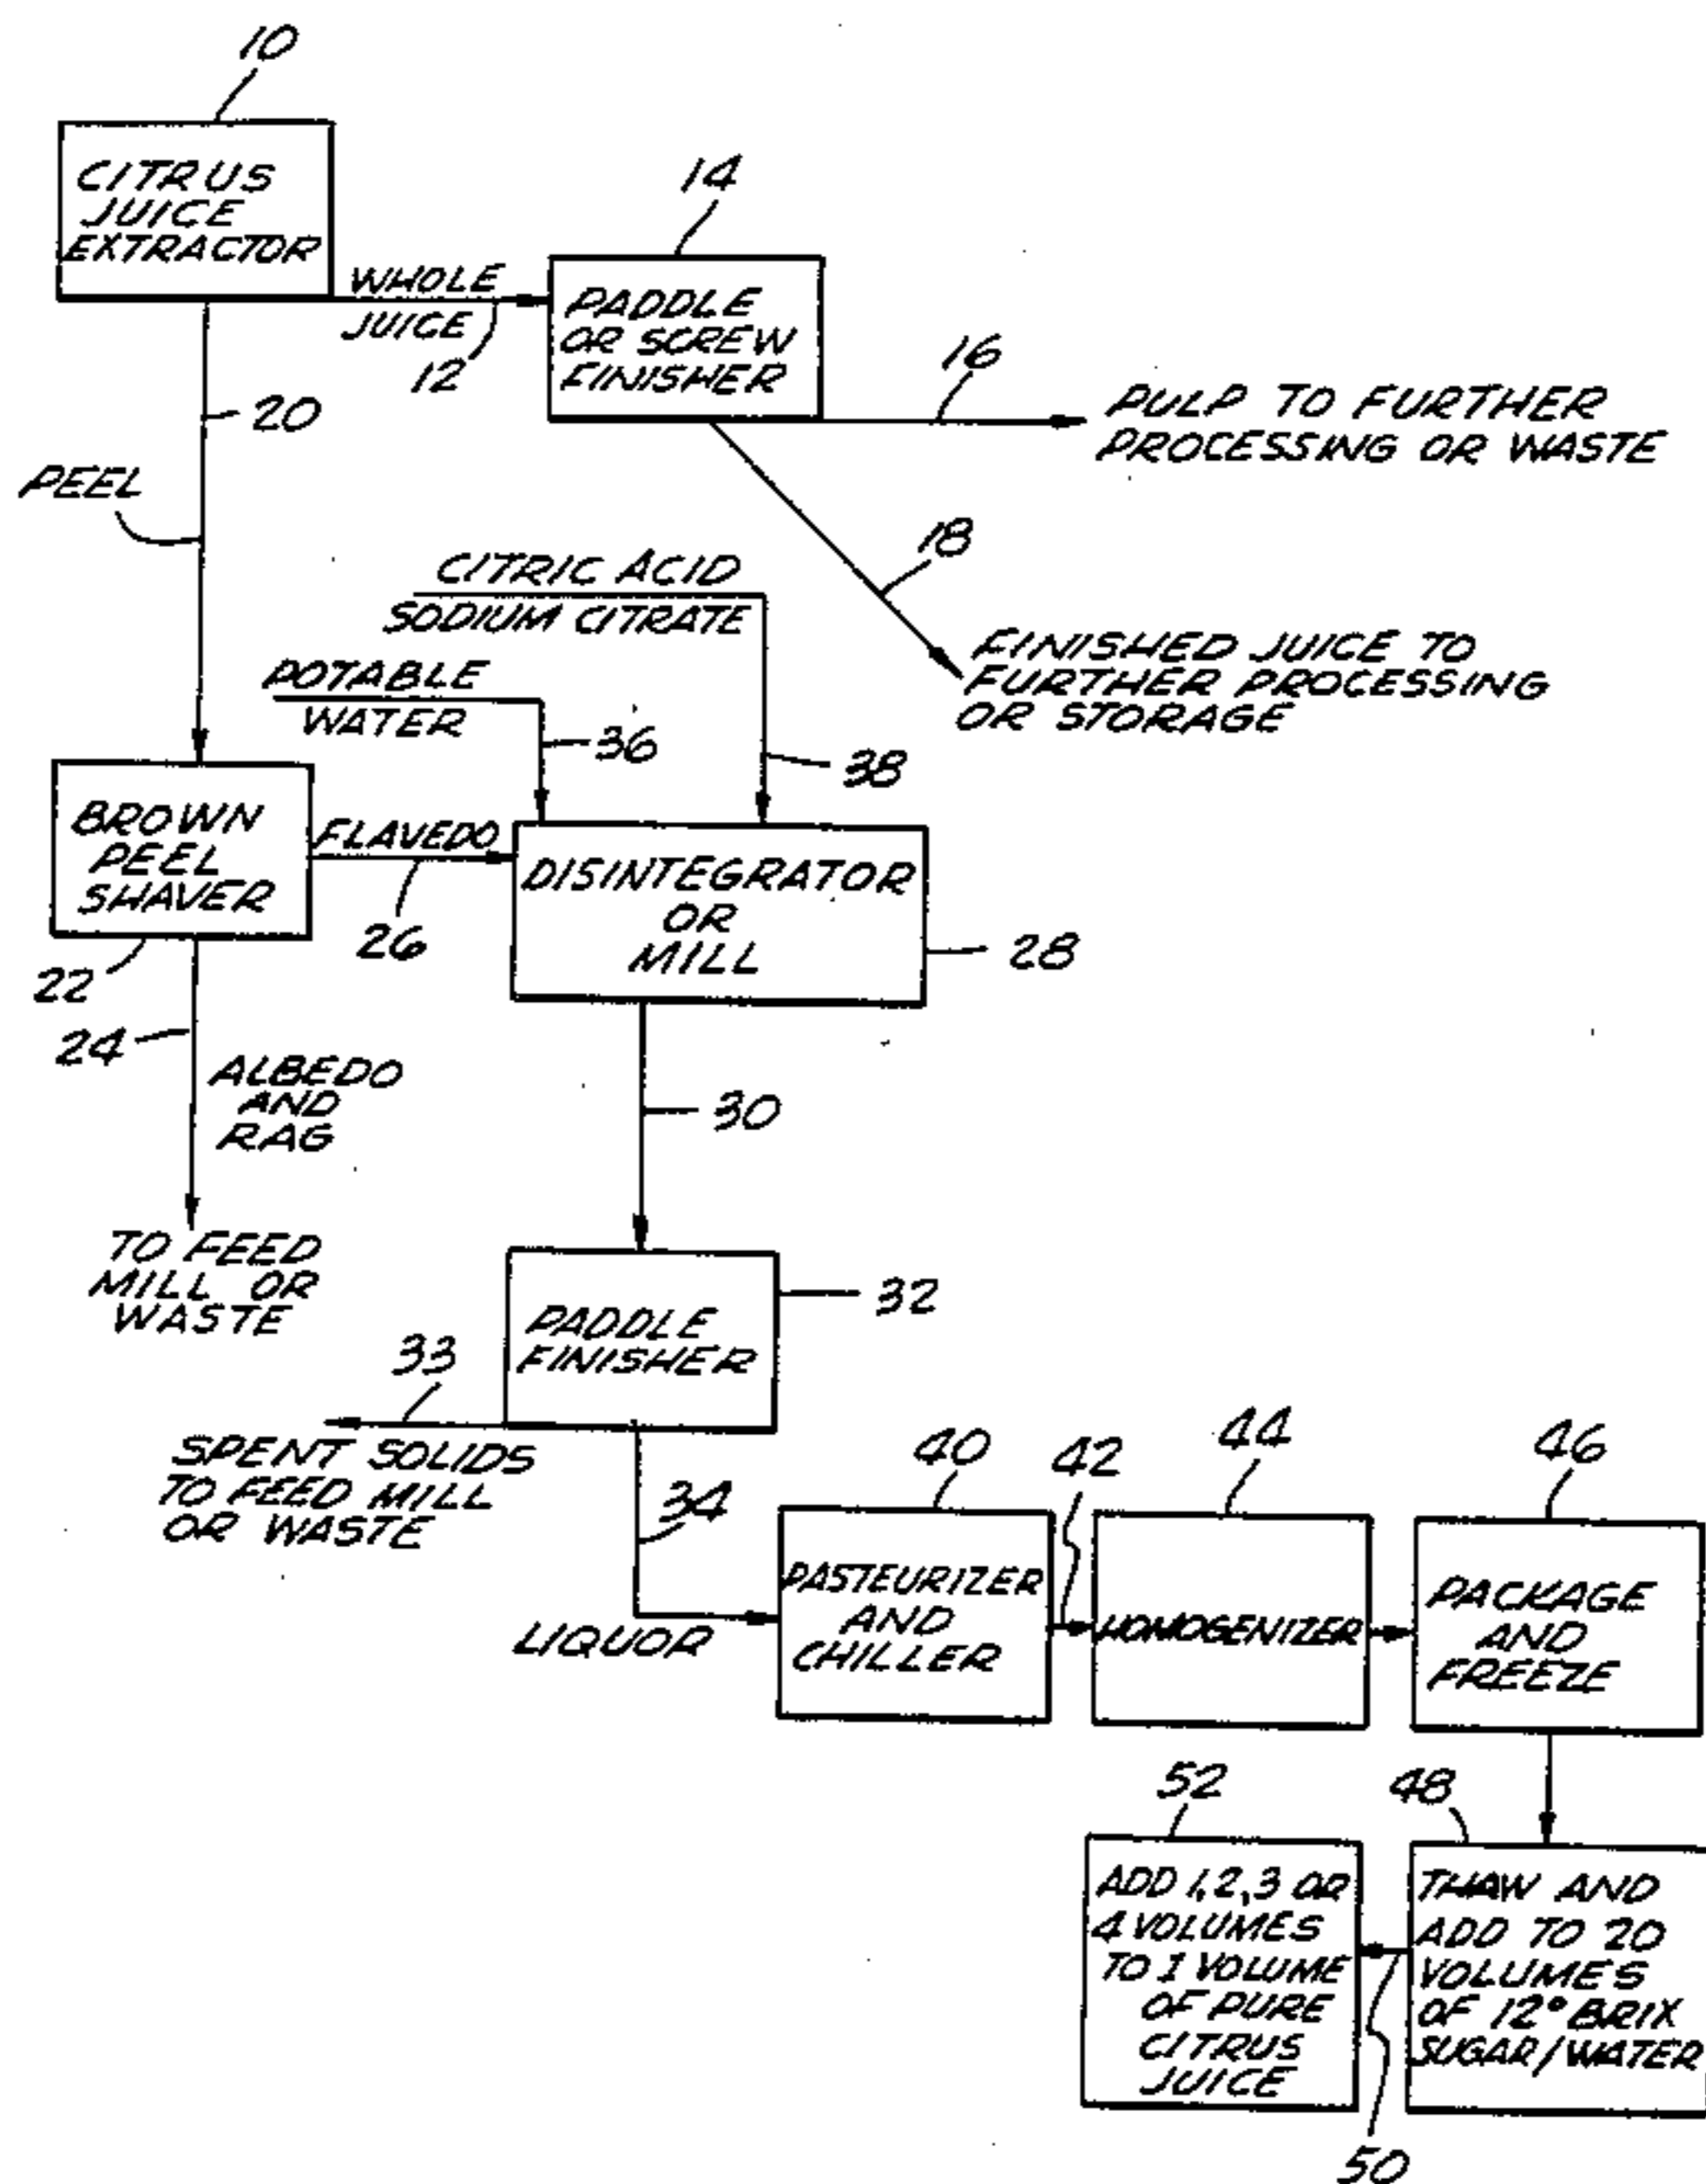 10
CITRUS
JUICE
EXTRACTOR
WHOLE
JUICE
12
14
PADDLE
OR SCREW
FINISHER
16
PULP TO FURTHER
PROCESSING OR WASTE
18
FINISHED JUICE TO
FURTHER PROCESSING
OR STORAGE
20
PEEL
CITRIC ACID
SODIUM CITRATE
38
POTABLE
WATER
36
BROWN
PEEL
SHAVER
22
FLAVEDO
26
DISINTEGRATOR
OR
MILL
28
24
ALBEDO
AND
RAG
TO FEED
MILL OR
WASTE
30
PADDLE
FINISHER
32
33
SPENT SOLIDS
TO FEED MILL
OR WASTE
34
LIQUOR
40
PASTEURIZER
AND
CHILLER
42
44
HOMOGENIZER
46
PACKAGE
AND
FREEZE
48
THAW AND
ADD TO 20
VOLUMES
OF 12° BRIX
SUGAR/WATER
50
52
ADD 1,2,3 OR
4 VOLUMES
TO 1 VOLUME
OF PURE
CITRUS
JUICE